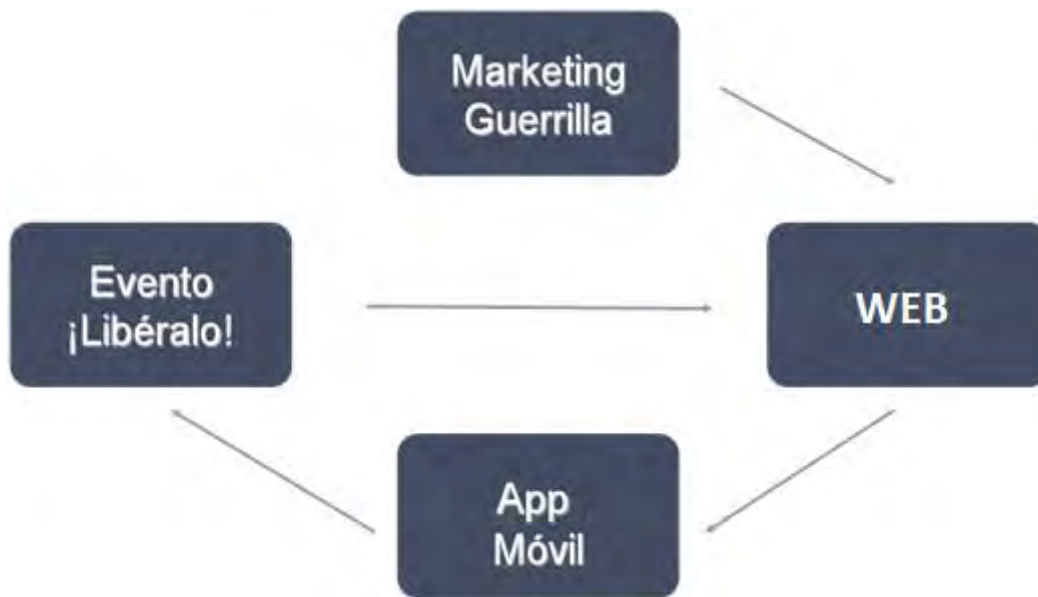 Marketing
Guerrilla
Evento
¡Libéralo!
WEB
App
Móvil